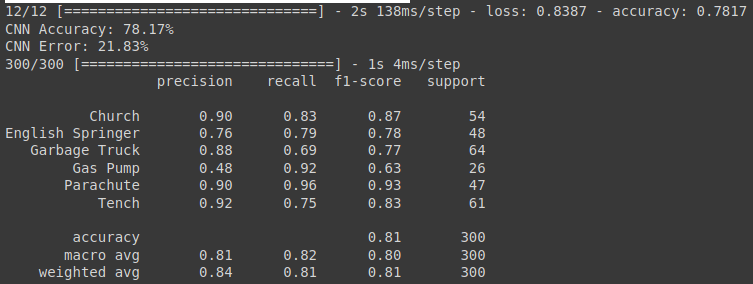 12/12 [==============================] - 2s 138ms/step - loss: 0.8387 - accuracy: 0.7817
CNN Accuracy: 78.17%
CNN Error: 21.83%
300/300 [==============================] - 1s 4ms/step
precision recall f1-score support
Church 0.90 0.83 0.87 54
English Springer 0.76 0.79 0.78 48
Garbage Truck 0.88 0.69 0.77 64
Gas Pump 0.48 0.92 0.63 26
Parachute 0.90 0.96 0.93 47
Tench 0.92 0.75 0.83 61
accuracy 0.81 300
macro avg 0.81 0.82 0.80 300
weighted avg 0.84 0.81 0.81 300